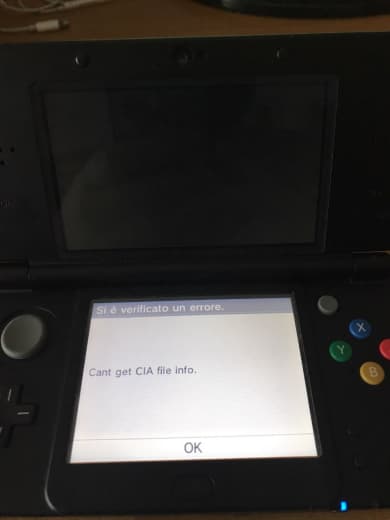 Si è verificato un errore.
Cant get CIA file info.
OK
X
Y
B